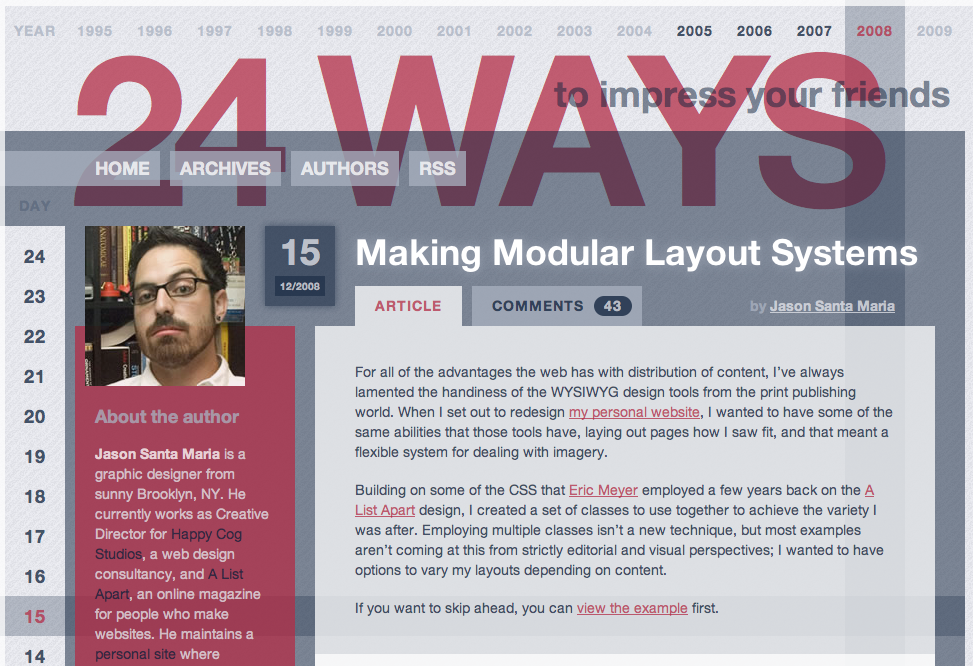 YEAR 1995 1996 1997 1998 1999 2000 2001 2002 2003 2004 2005 2006 2007 2008 2009
24 WAYS
to impress your friends
HOME ARCHIVES AUTHORS RSS
DAY
24
23
22
21
20
19
18
17
16
15
14
15
12/2008
Making Modular Layout Systems
ARTICLE COMMENTS 43
by Jason Santa Maria
About the author
Jason Santa Maria is a
graphic designer from
sunny Brooklyn, NY. He
currently works as Creative
Director for Happy Cog
Studios, a web design
consultancy, and A List
Apart, an online magazine
for people who make
websites. He maintains a
personal site where
For all of the advantages the web has with distribution of content, I’ve always
lamented the handiness of the WYSIWYG design tools from the print publishing
world. When I set out to redesign my personal website, I wanted to have some of the
same abilities that those tools have, laying out pages how I saw fit, and that meant a
flexible system for dealing with imagery.
Building on some of the CSS that Eric Meyer employed a few years back on the A
List Apart design, I created a set of classes to use together to achieve the variety I
was after. Employing multiple classes isn’t a new technique, but most examples
aren’t coming at this from strictly editorial and visual perspectives; I wanted to have
options to vary my layouts depending on content.
If you want to skip ahead, you can view the example first.